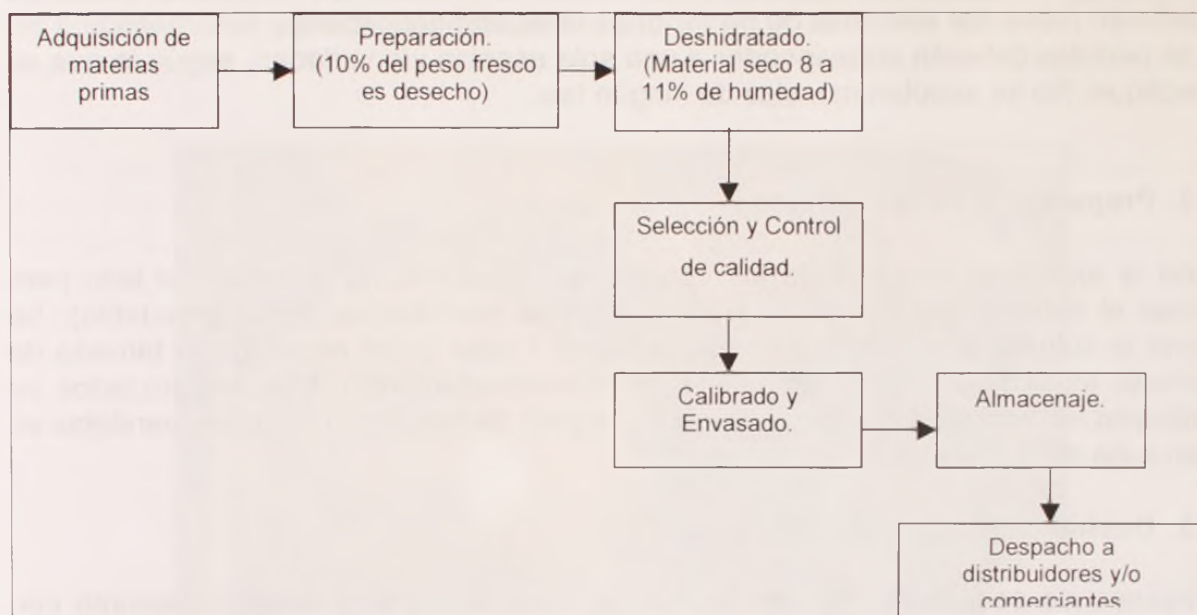 Adquisición de
materias
primas
Preparación.
(10% del peso fresco
es desecho)
Deshidratado.
(Material seco 8 a
11% de humedad)
Selección y Control
de calidad.
Calibrado y
Envasado.
Almacenaje.
Despacho a
distribuidores y/o
comerciantes